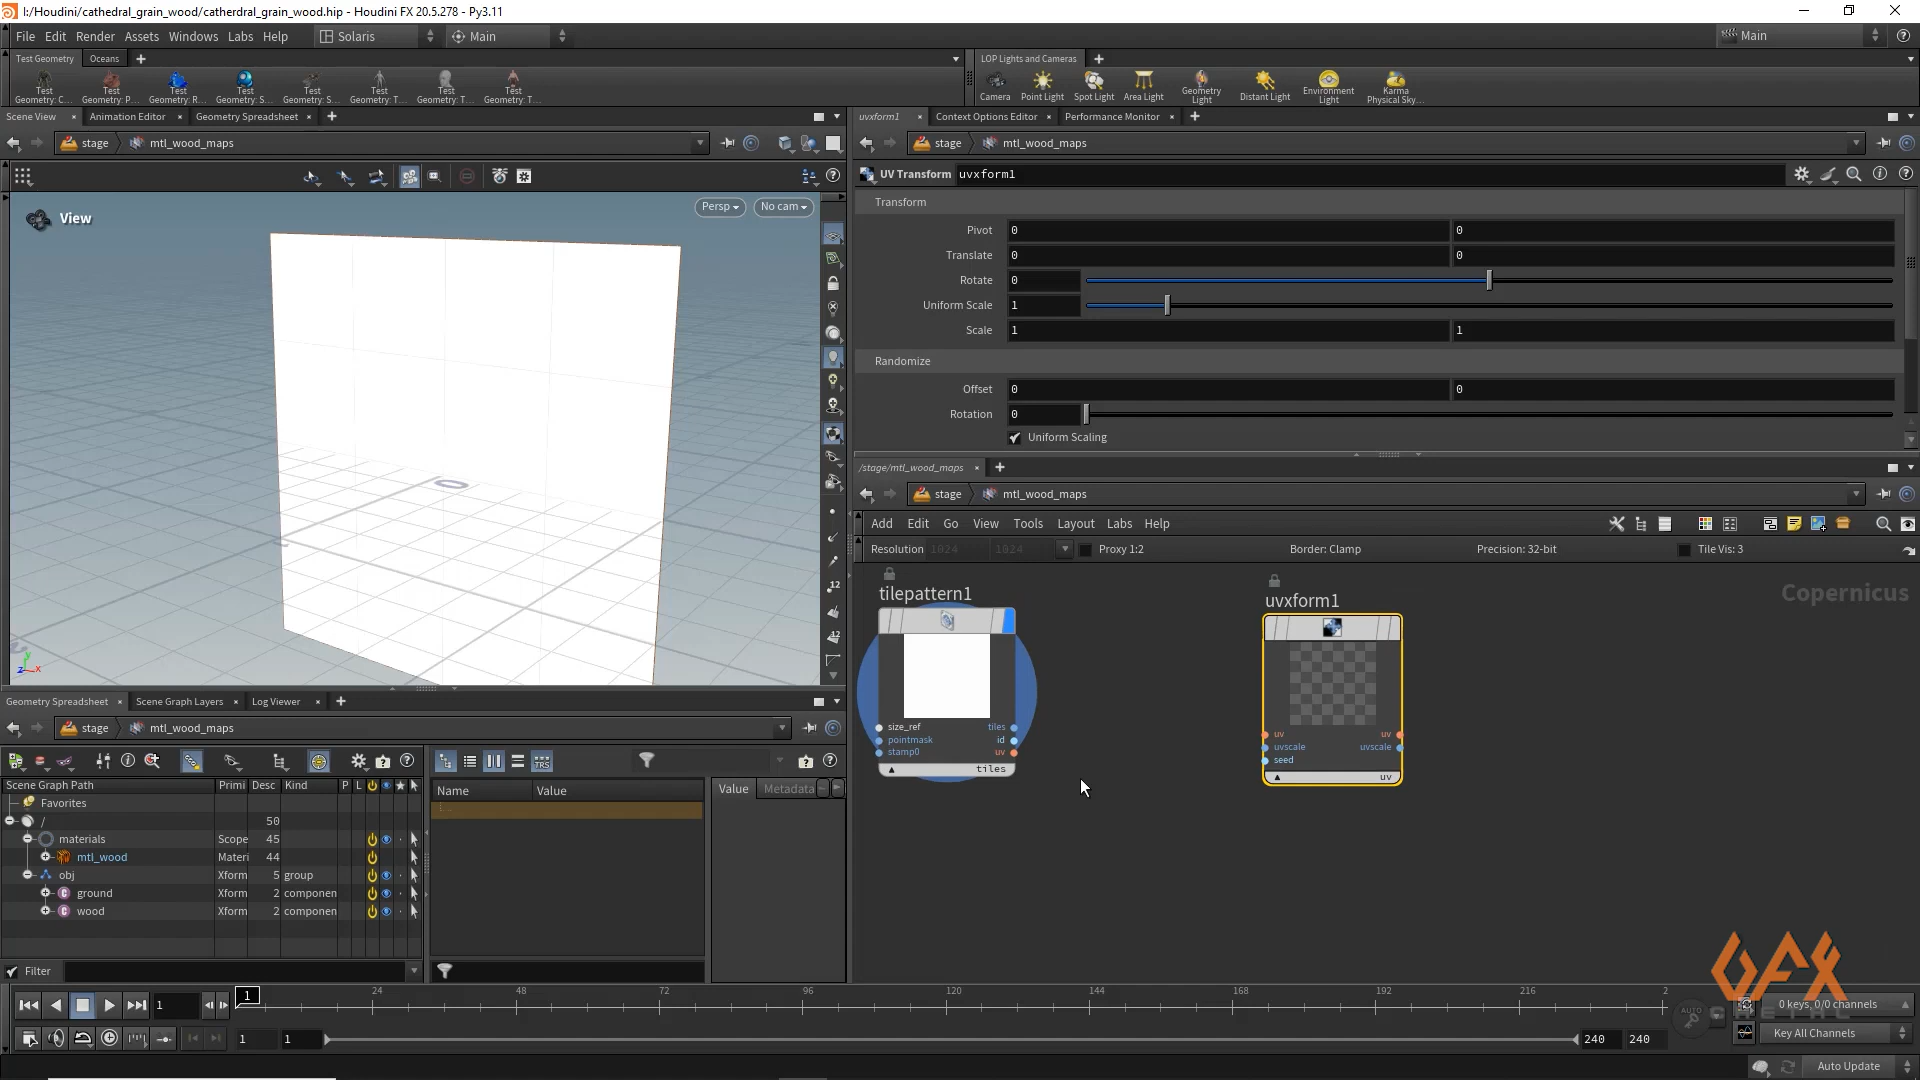 I:/Houdini/cathedral_grain_wood/catherdral_grain_wood.hip - Houdini FX 20.5.278 - Py3.11
File Edit Render Assets Windows Labs Help Solaris Main Main
Test Geometry Oceans LOP Lights and Cameras
Test Geometry: C... Test Geometry: P... Test Geometry: R... Test Geometry: S... Test Geometry: S... Test Geometry: T... Test Geometry: T... Test Geometry: T...
Camera Point Light Spot Light Area Light Geometry Light Distant Light Environment Light Karma Physical Sky...
Scene View Animation Editor Geometry Spreadsheet uvxform1 Context Options Editor Performance Monitor
stage mtl_wood_maps stage mtl_wood_maps
UV Transform uvxform1
View Persp No cam
Transform
Pivot 0 0
Translate 0 0
Rotate 0
Uniform Scale 1
Scale 1 1
Randomize
Offset 0 0
Rotation 0
Uniform Scaling
/stage/mtl_wood_maps
stage mtl_wood_maps
Add Edit Go View Tools Layout Labs Help
Resolution 1024 1024 Proxy 1:2 Border: Clamp Precision: 32-bit Tile Vis: 3
Copernicus
tilepattern1
size_ref tiles
pointmask id
stamp0 uv
tiles
uvxform1
uv uv
uvscale uvscale
seed
uv
0
12
12
z y x
Geometry Spreadsheet Scene Graph Layers Log Viewer
stage mtl_wood_maps
Scene Graph Path Primi Desc Kind P L
Favorites
/ 50
materials Scope 45
mtl_wood Materi 44
obj Xform 5 group
ground Xform 2 componen
wood Xform 2 componen
TRS
Name Value
Value Metadata
Filter
1 1 24 48 72 96 120 144 168 192 216 2
1 1 240 240
AUTO
0 keys, 0/0 channels
Key All Channels
Auto Update
GFX